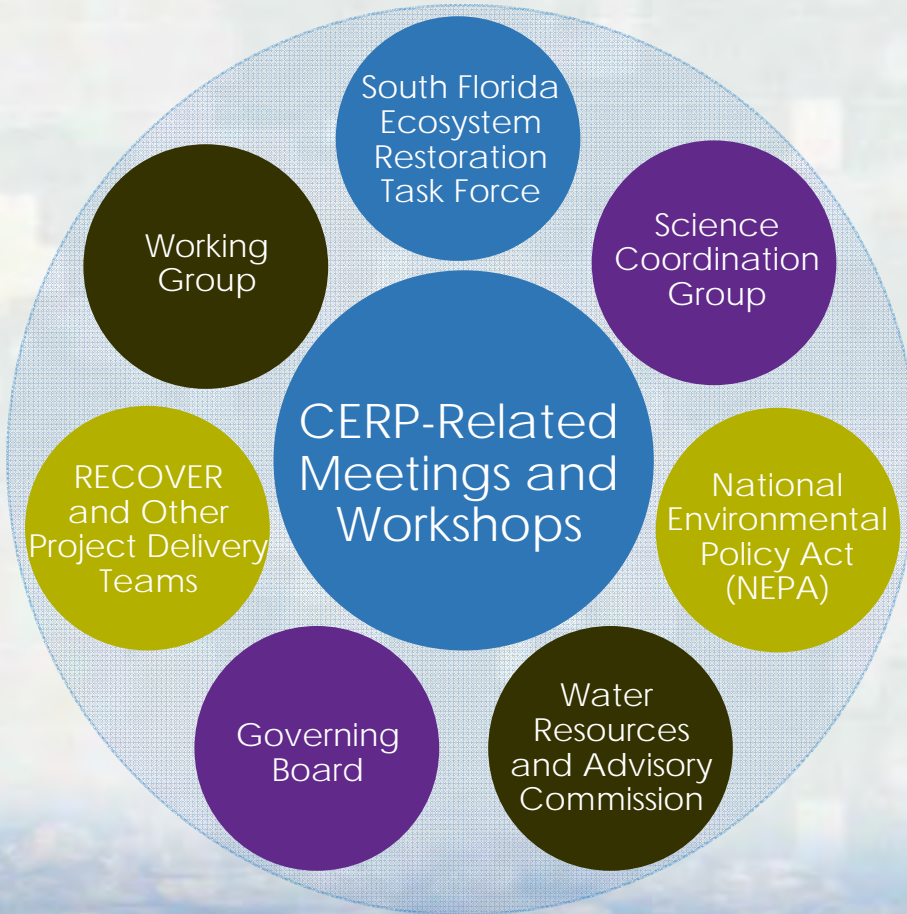 South Florida
Ecosystem
Restoration
Task Force
Science
Coordination
Group
National
Environmental
Policy Act
(NEPA)
Water
Resources
and Advisory
Commission
Governing
Board
RECOVER
and Other
Project Delivery
Teams
Working
Group
CERP-Related
Meetings and
Workshops